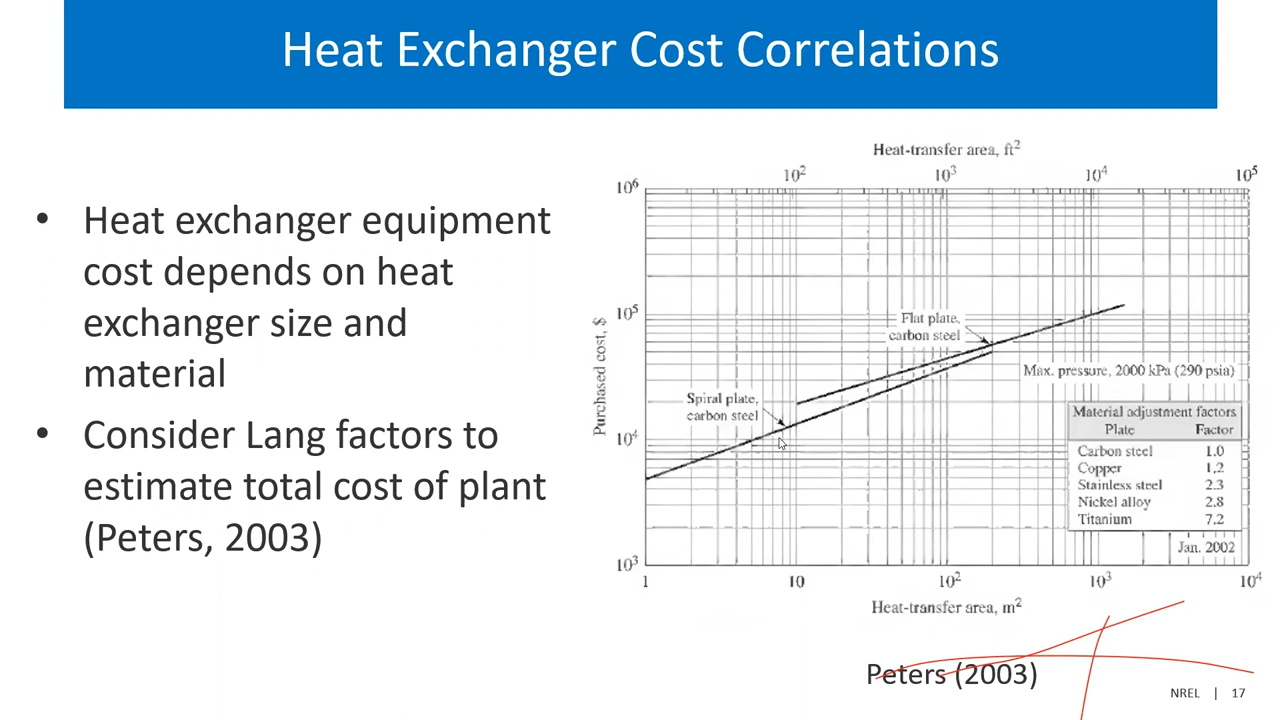 Heat Exchanger Cost Correlations
• Heat exchanger equipment
cost depends on heat
exchanger size and
material
• Consider Lang factors to
estimate total cost of plant
(Peters, 2003)
Heat-transfer area, ft²
10² 10³ 10⁴ 10⁵
10⁶
10⁵
10⁴
10³
Purchased cost, $
Flat plate,
carbon steel
Spiral plate,
carbon steel
Max. pressure, 2000 kPa (290 psia)
Material adjustment factors
Plate Factor
Carbon steel 1.0
Copper 1.2
Stainless steel 2.3
Nickel alloy 2.8
Titanium 7.2
Jan. 2002
1 10 10² 10³ 10⁴
Heat-transfer area, m²
Peters (2003)
NREL | 17